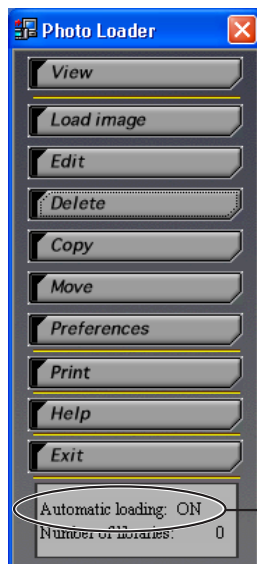 Photo Loader
View
Load image
Edit
Delete
Copy
Move
Preferences
Print
Help
Exit
Automatic loading: ON
Number of libraries: 0